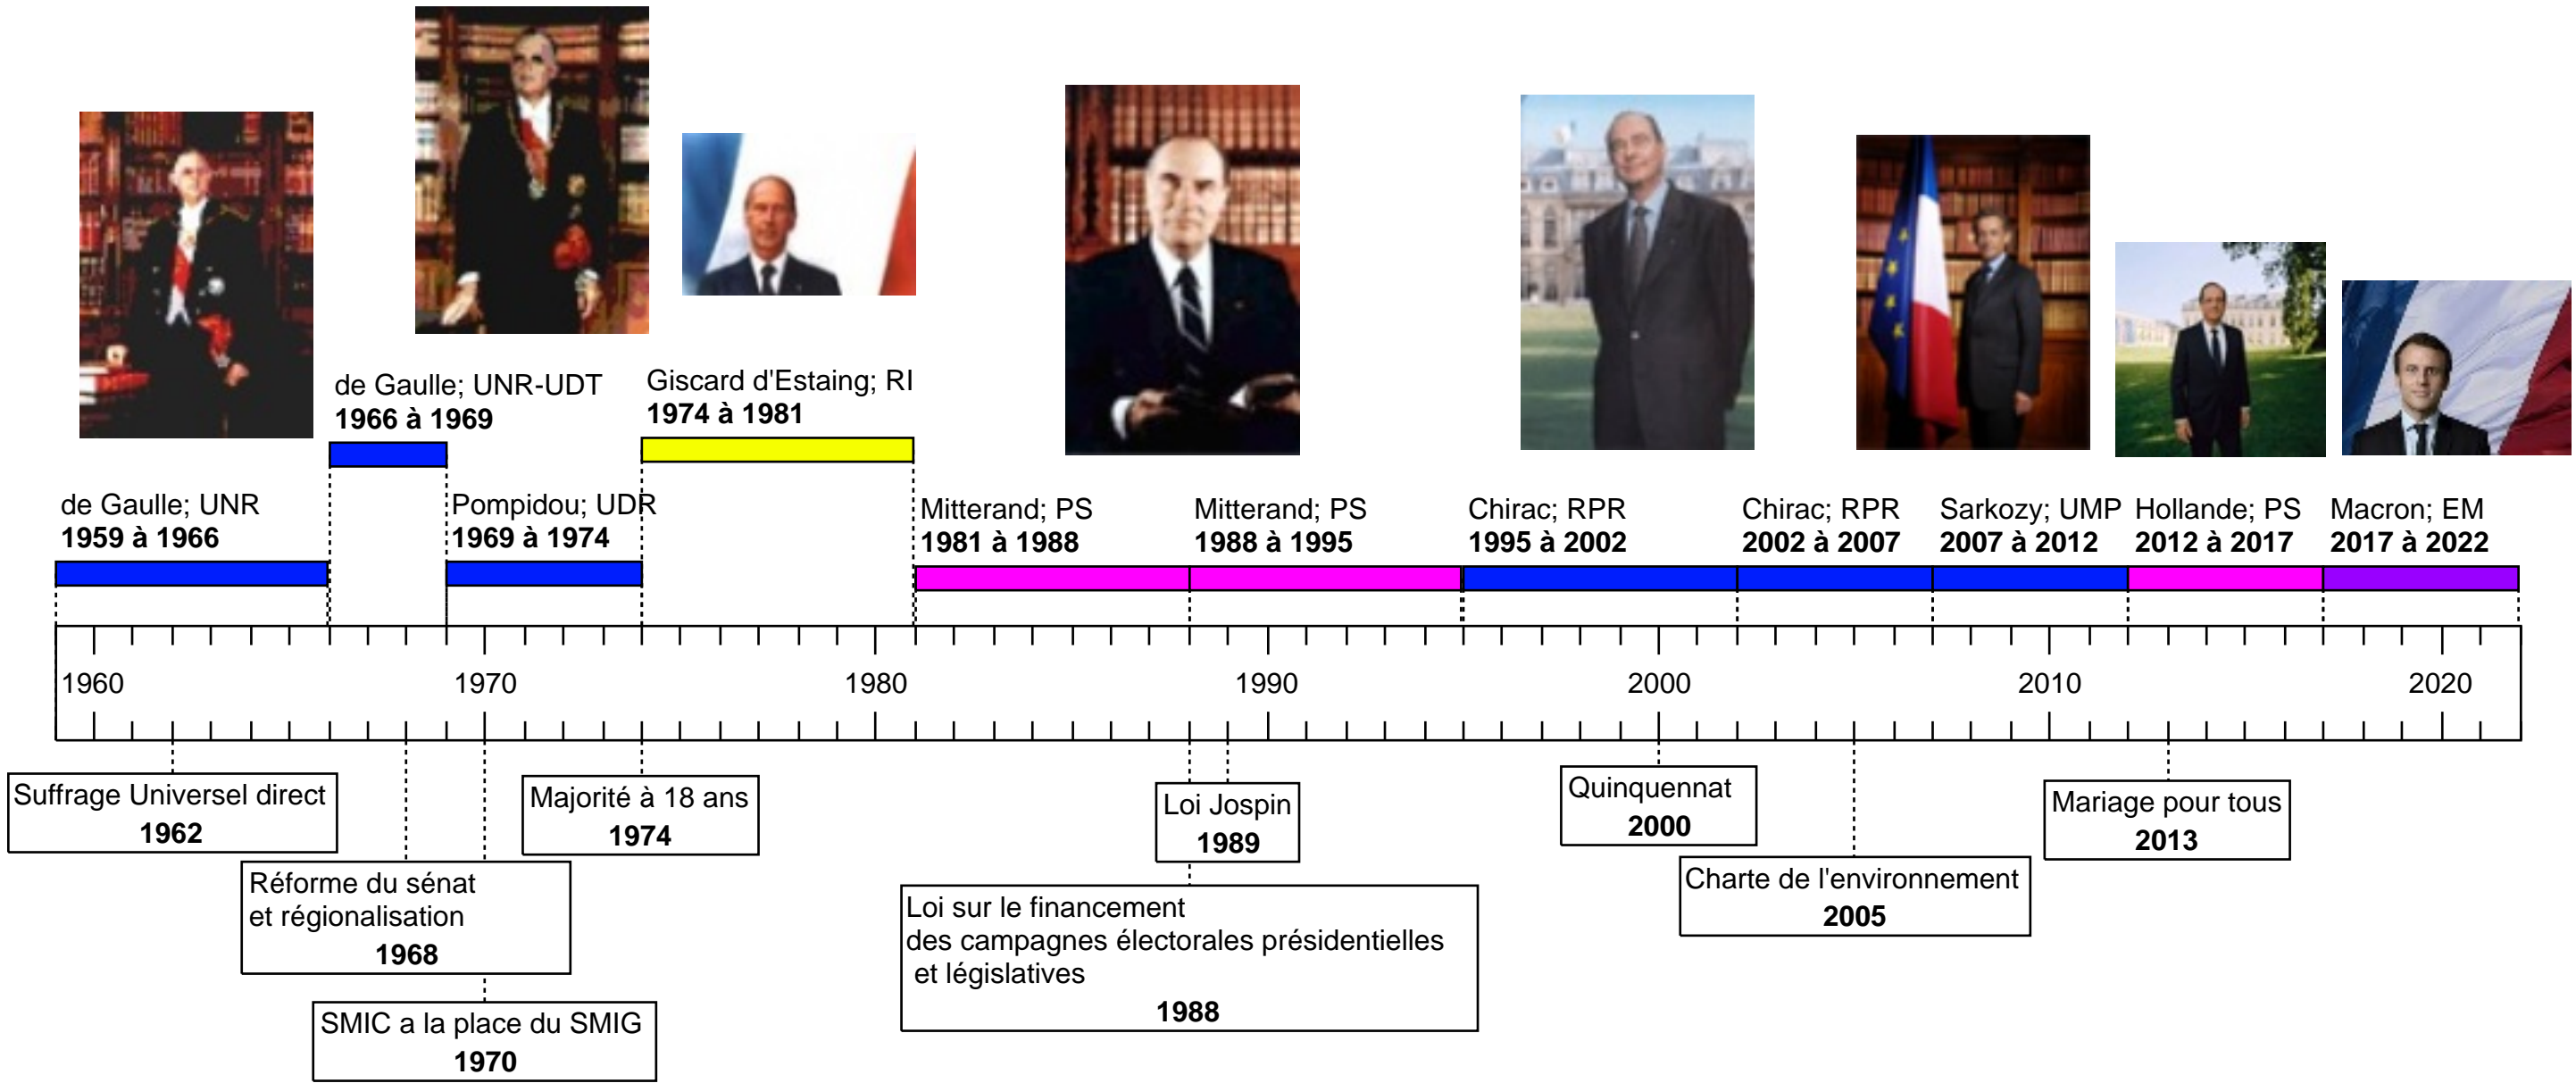 de Gaulle; UNR-UDT
1966 à 1969
Giscard d'Estaing; RI
1974 à 1981
de Gaulle; UNR
1959 à 1966
Pompidou; UDR
1969 à 1974
Mitterand; PS
1981 à 1988
Mitterand; PS
1988 à 1995
Chirac; RPR
1995 à 2002
Chirac; RPR
2002 à 2007
Sarkozy; UMP
2007 à 2012
Hollande; PS
2012 à 2017
Macron; EM
2017 à 2022
1960
1970
1980
1990
2000
2010
2020
Suffrage Universel direct
1962
Réforme du sénat
et régionalisation
1968
SMIC a la place du SMIG
1970
Majorité à 18 ans
1974
Loi Jospin
1989
Loi sur le financement
des campagnes électorales présidentielles
et législatives
1988
Quinquennat
2000
Charte de l'environnement
2005
Mariage pour tous
2013